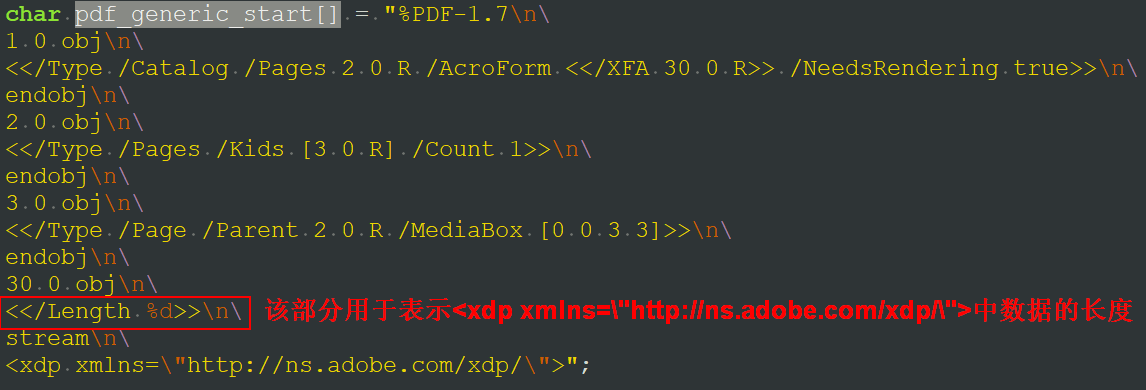 char pdf_generic_start[] = "%PDF-1.7\n\
1 0 obj\n\
<</Type /Catalog /Pages 2 0 R /AcroForm <</XFA 30 0 R>> /NeedsRendering true>>\n\
endobj\n\
2 0 obj\n\
<</Type /Pages /Kids [3 0 R] /Count 1>>\n\
endobj\n\
3 0 obj\n\
<</Type /Page /Parent 2 0 R /MediaBox [0 0 3 3]>>\n\
endobj\n\
30 0 obj\n\
<</Length %d>>\n\ 该部分用于表示<xdp xmlns=\"http://ns.adobe.com/xdp/\">中数据的长度
stream\n\
<xdp xmlns=\"http://ns.adobe.com/xdp/\">";